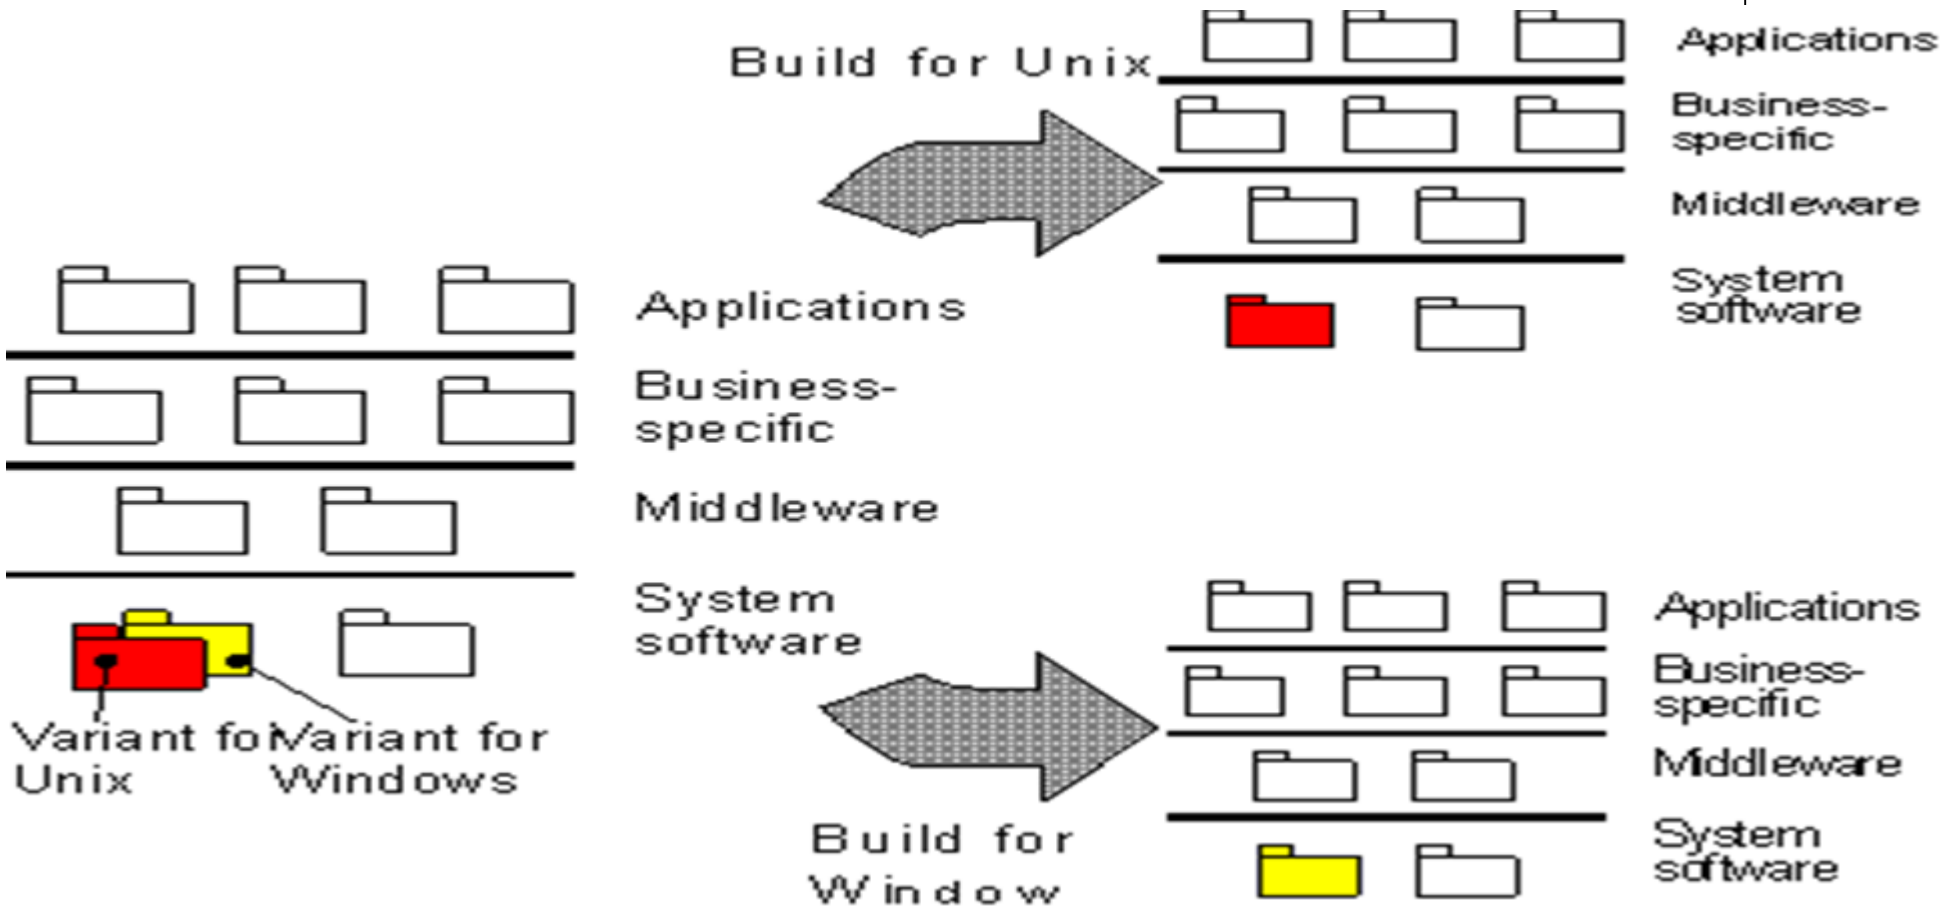 Build for Unix
Applications
Business-
specific
Middleware
System
software
Applications
Business-
specific
Middleware
System
software
Variant fo
Unix
Variant for
Windows
Build for
Window
Applications
Business-
specific
Middleware
System
software